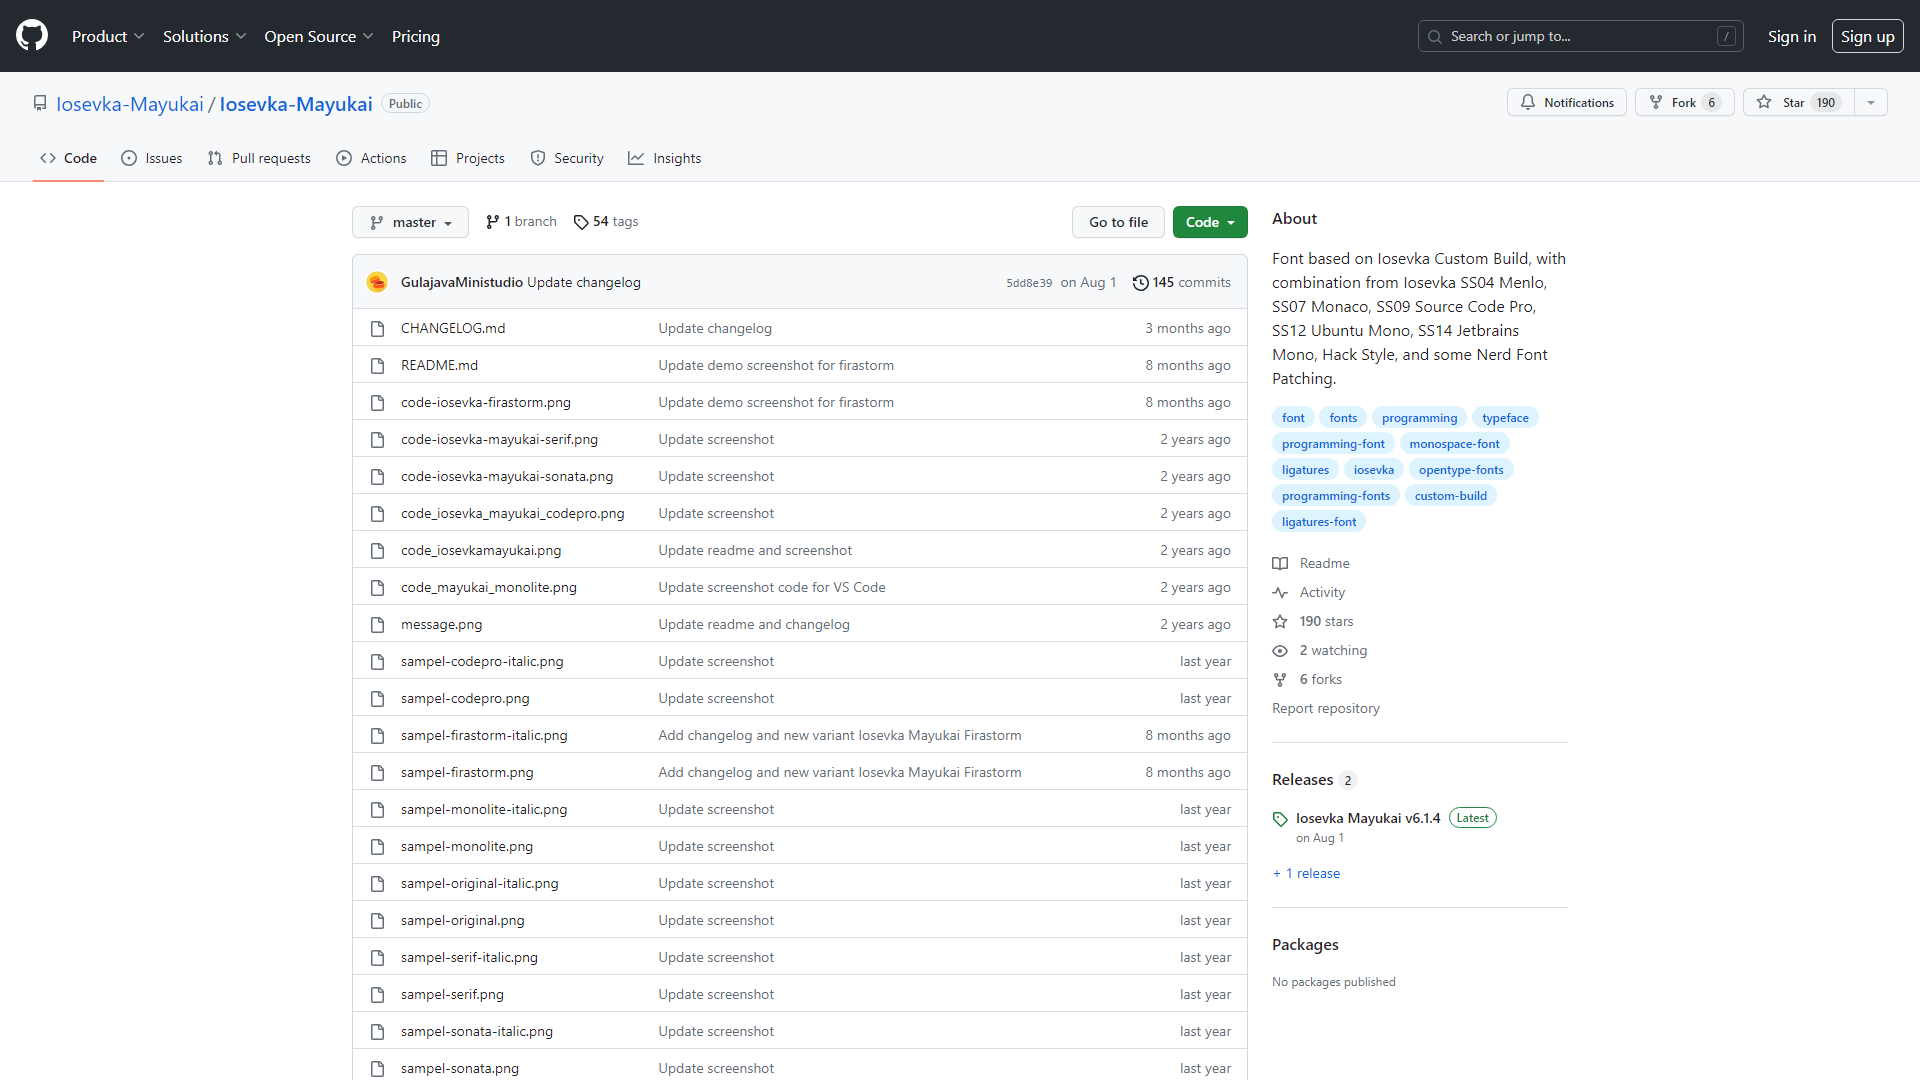 Product Solutions Open Source Pricing Search or jump to... / Sign in Sign up
Iosevka-Mayukai / Iosevka-Mayukai Public Notifications Fork 6 Star 190
Code Issues Pull requests Actions Projects Security Insights
master 1 branch 54 tags Go to file Code
GulajavaMinistudio Update changelog 5dd8e39 on Aug 1 145 commits
CHANGELOG.md Update changelog 3 months ago
README.md Update demo screenshot for firastorm 8 months ago
code-iosevka-firastorm.png Update demo screenshot for firastorm 8 months ago
code-iosevka-mayukai-serif.png Update screenshot 2 years ago
code-iosevka-mayukai-sonata.png Update screenshot 2 years ago
code_iosevka_mayukai_codepro.png Update screenshot 2 years ago
code_iosevkamayukai.png Update readme and screenshot 2 years ago
code_mayukai_monolite.png Update screenshot code for VS Code 2 years ago
message.png Update readme and changelog 2 years ago
sampel-codepro-italic.png Update screenshot last year
sampel-codepro.png Update screenshot last year
sampel-firastorm-italic.png Add changelog and new variant Iosevka Mayukai Firastorm 8 months ago
sampel-firastorm.png Add changelog and new variant Iosevka Mayukai Firastorm 8 months ago
sampel-monolite-italic.png Update screenshot last year
sampel-monolite.png Update screenshot last year
sampel-original-italic.png Update screenshot last year
sampel-original.png Update screenshot last year
sampel-serif-italic.png Update screenshot last year
sampel-serif.png Update screenshot last year
sampel-sonata-italic.png Update screenshot last year
sampel-sonata.png Update screenshot last year
About
Font based on Iosevka Custom Build, with
combination from Iosevka SS04 Menlo,
SS07 Monaco, SS09 Source Code Pro,
SS12 Ubuntu Mono, SS14 Jetbrains
Mono, Hack Style, and some Nerd Font
Patching.
font fonts programming typeface
programming-font monospace-font
ligatures iosevka opentype-fonts
programming-fonts custom-build
ligatures-font
Readme
Activity
190 stars
2 watching
6 forks
Report repository
Releases 2
Iosevka Mayukai v6.1.4 Latest
on Aug 1
+ 1 release
Packages
No packages published